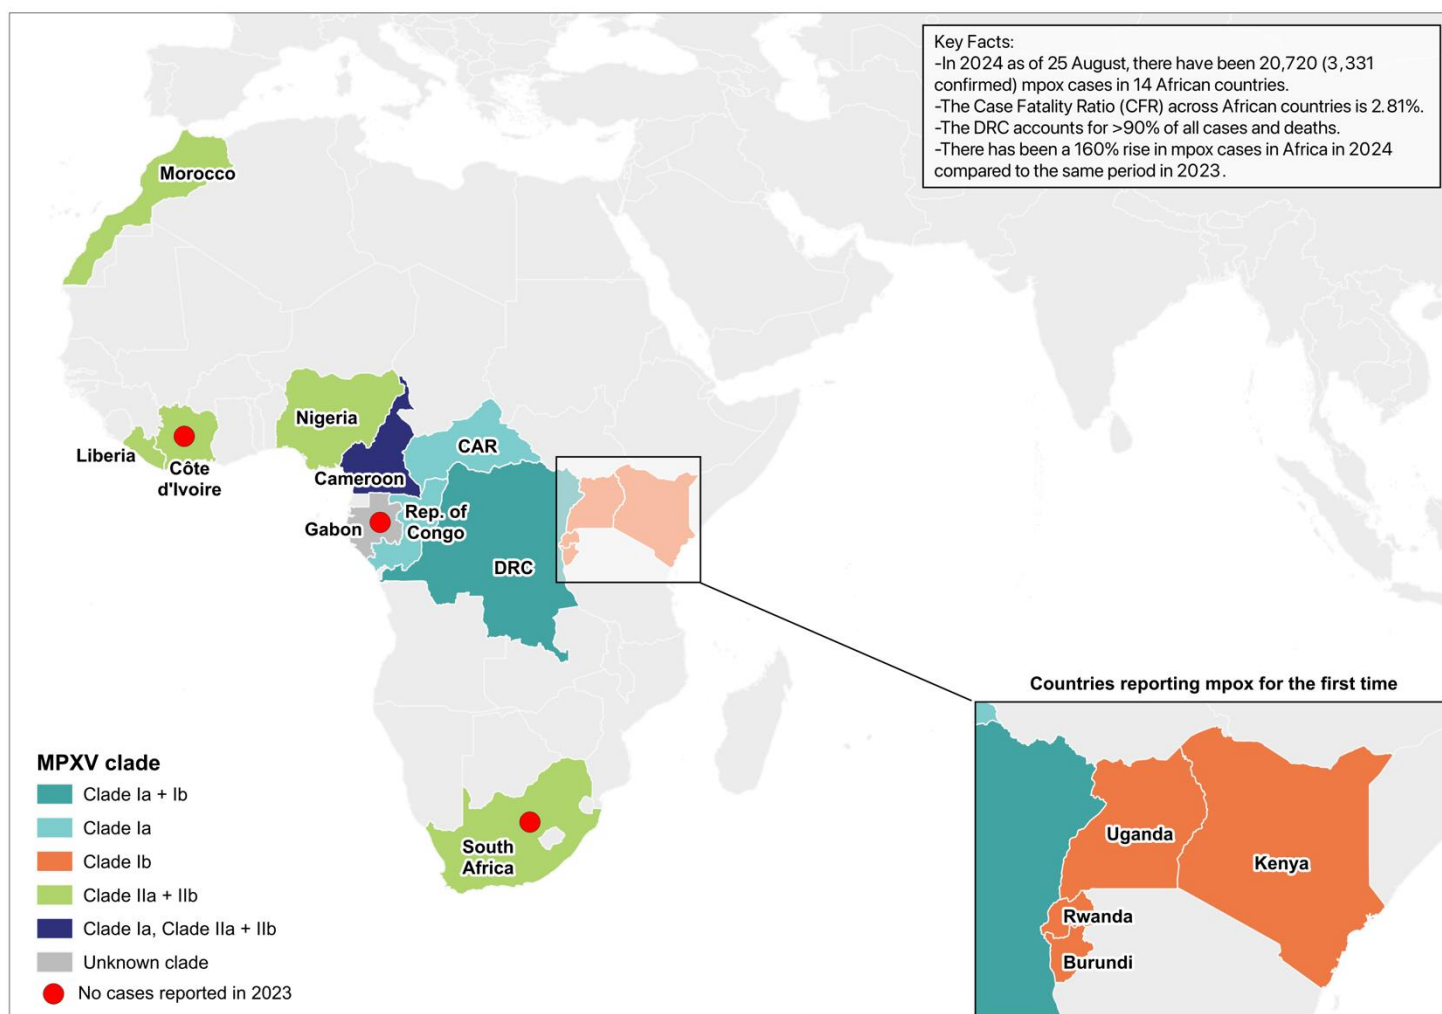 Key Facts:
-In 2024 as of 25 August, there have been 20,720 (3,331
confirmed) mpox cases in 14 African countries.
-The Case Fatality Ratio (CFR) across African countries is 2.81%.
-The DRC accounts for >90% of all cases and deaths.
-There has been a 160% rise in mpox cases in Africa in 2024
compared to the same period in 2023.
Morocco
Nigeria
Liberia
Côte
d'Ivoire
Cameroon
CAR
Gabon
Rep. of
Congo
DRC
South
Africa
Countries reporting mpox for the first time
Uganda
Kenya
Rwanda
Burundi
MPXV clade
Clade Ia + Ib
Clade Ia
Clade Ib
Clade IIa + IIb
Clade Ia, Clade IIa + IIb
Unknown clade
No cases reported in 2023